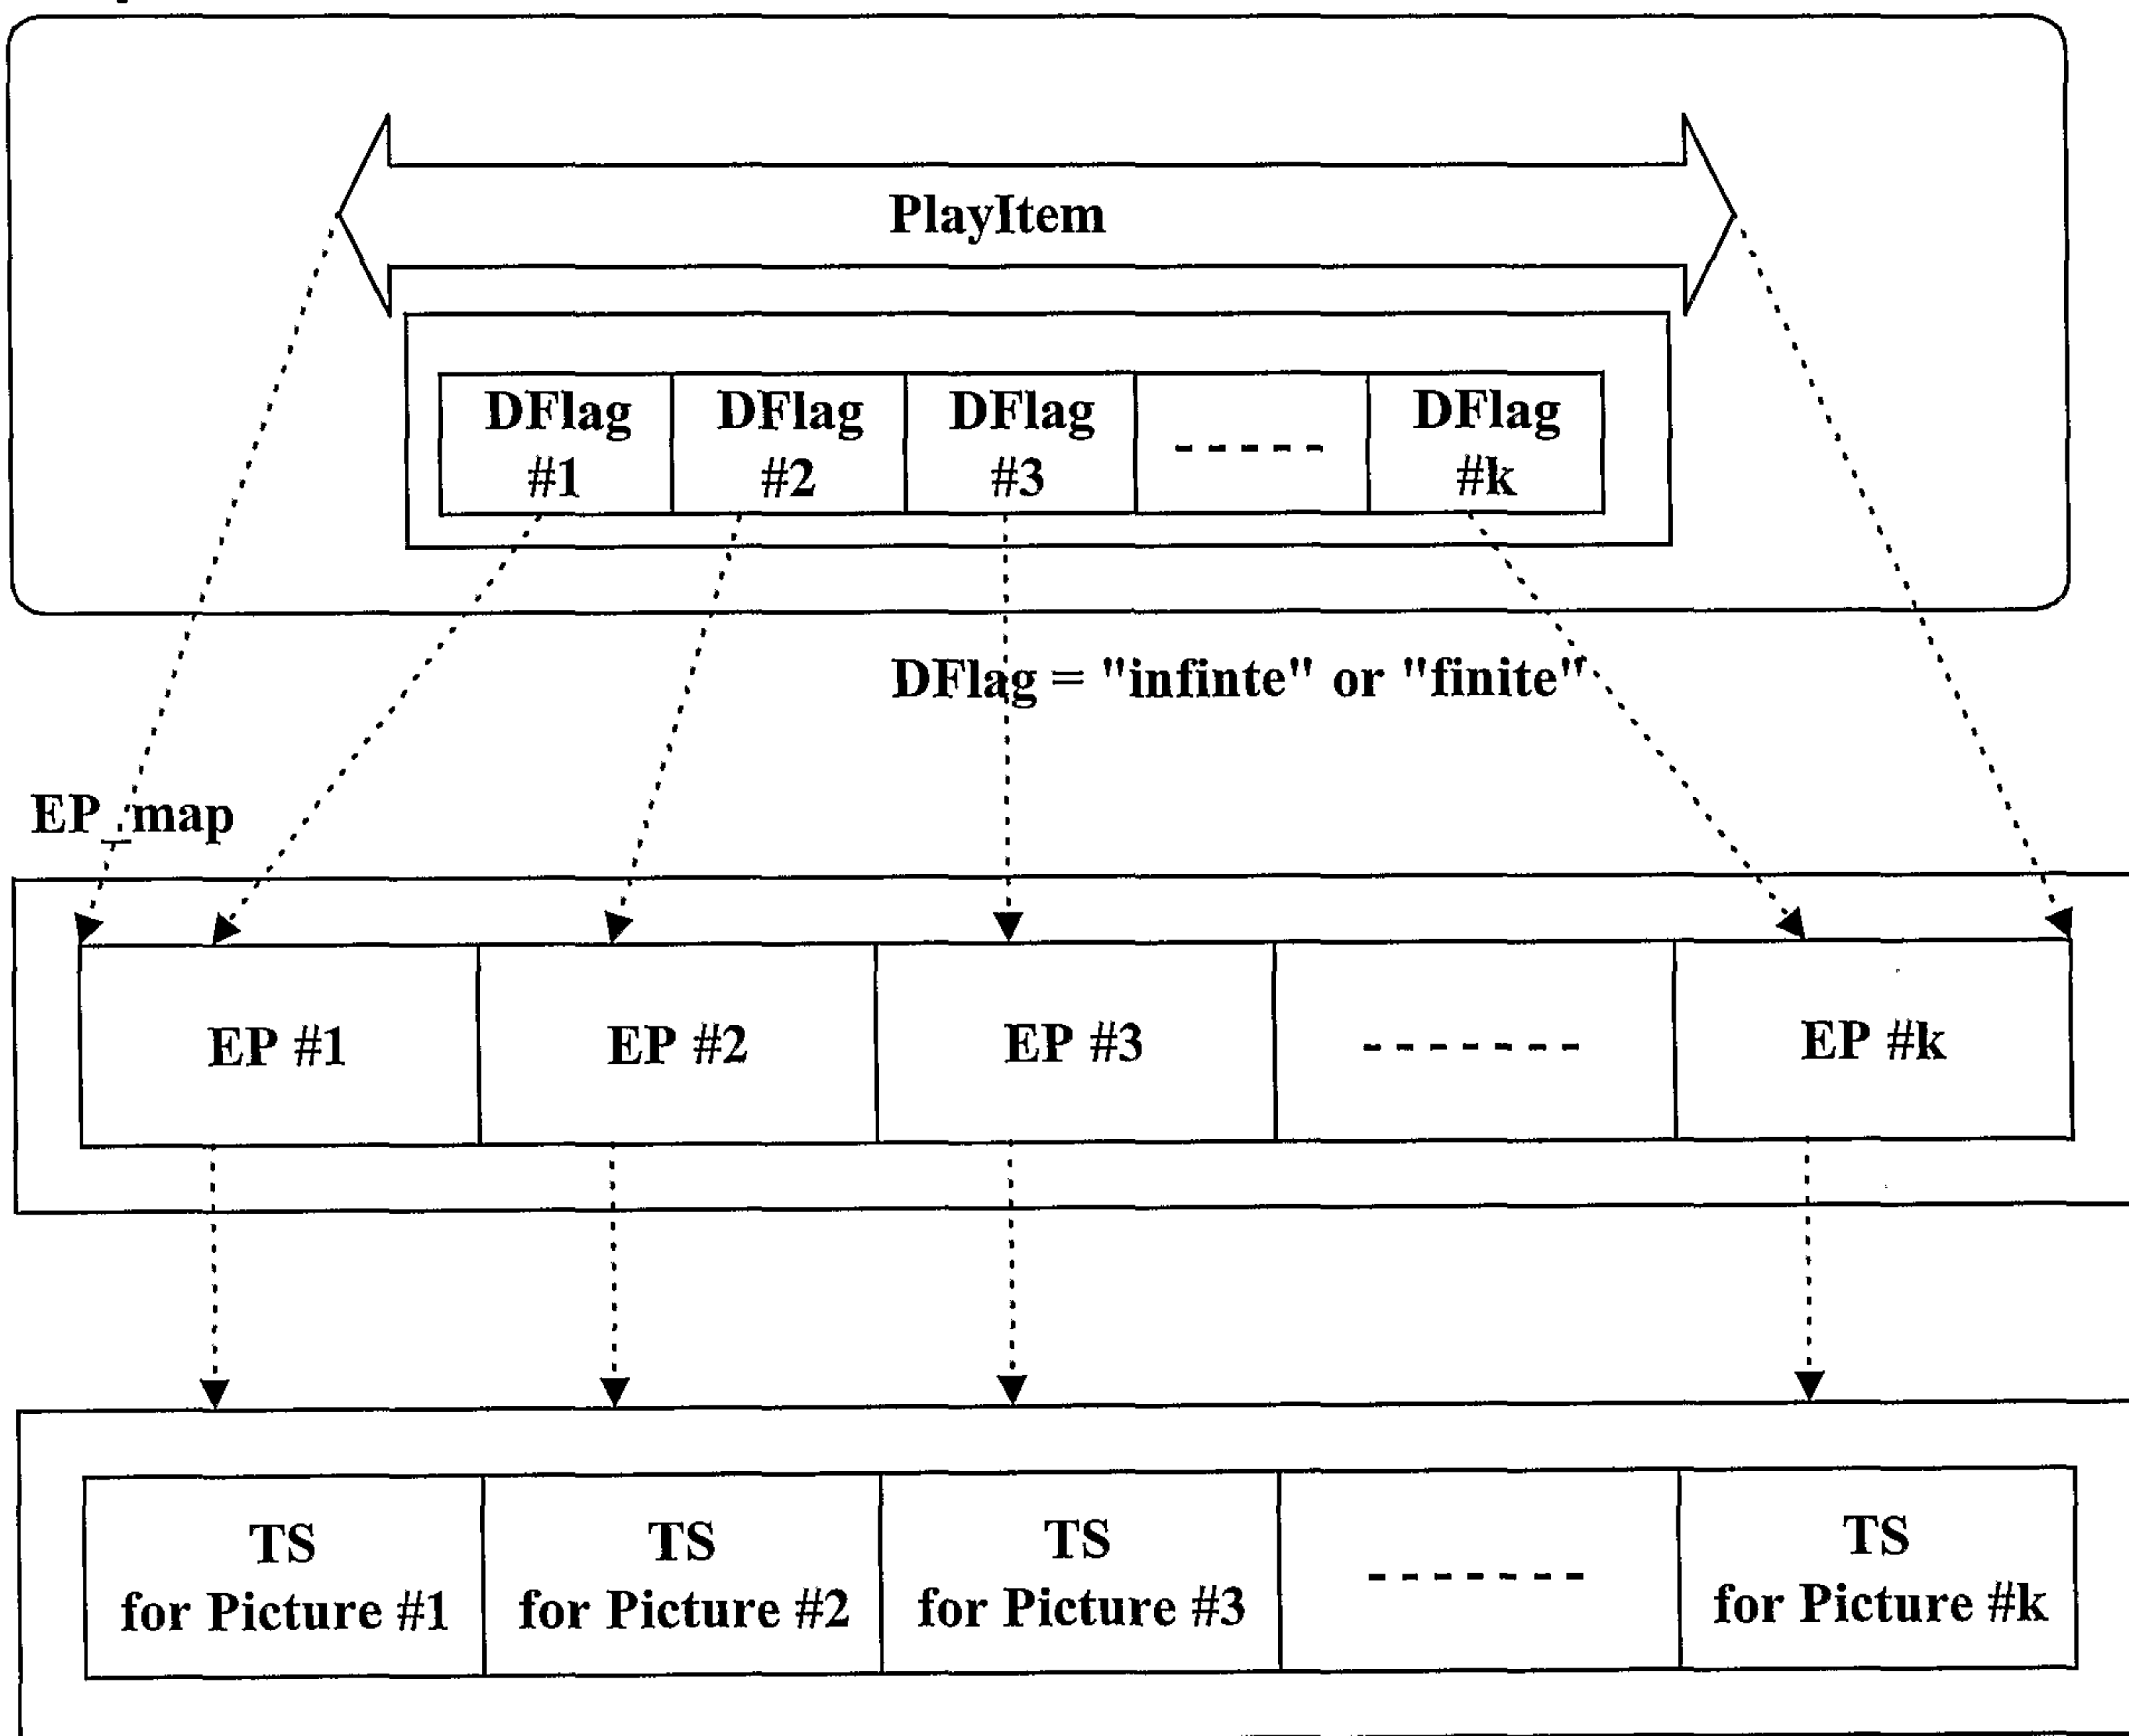 PlayItem
DFlag DFlag DFlag DFlag
#1 #2 #3 ----- #k
DFlag = "infinte" or "finite"
EP_map
EP #1 EP #2 EP #3 ------- EP #k
TS TS TS TS
for Picture #1 for Picture #2 for Picture #3 ------- for Picture #k